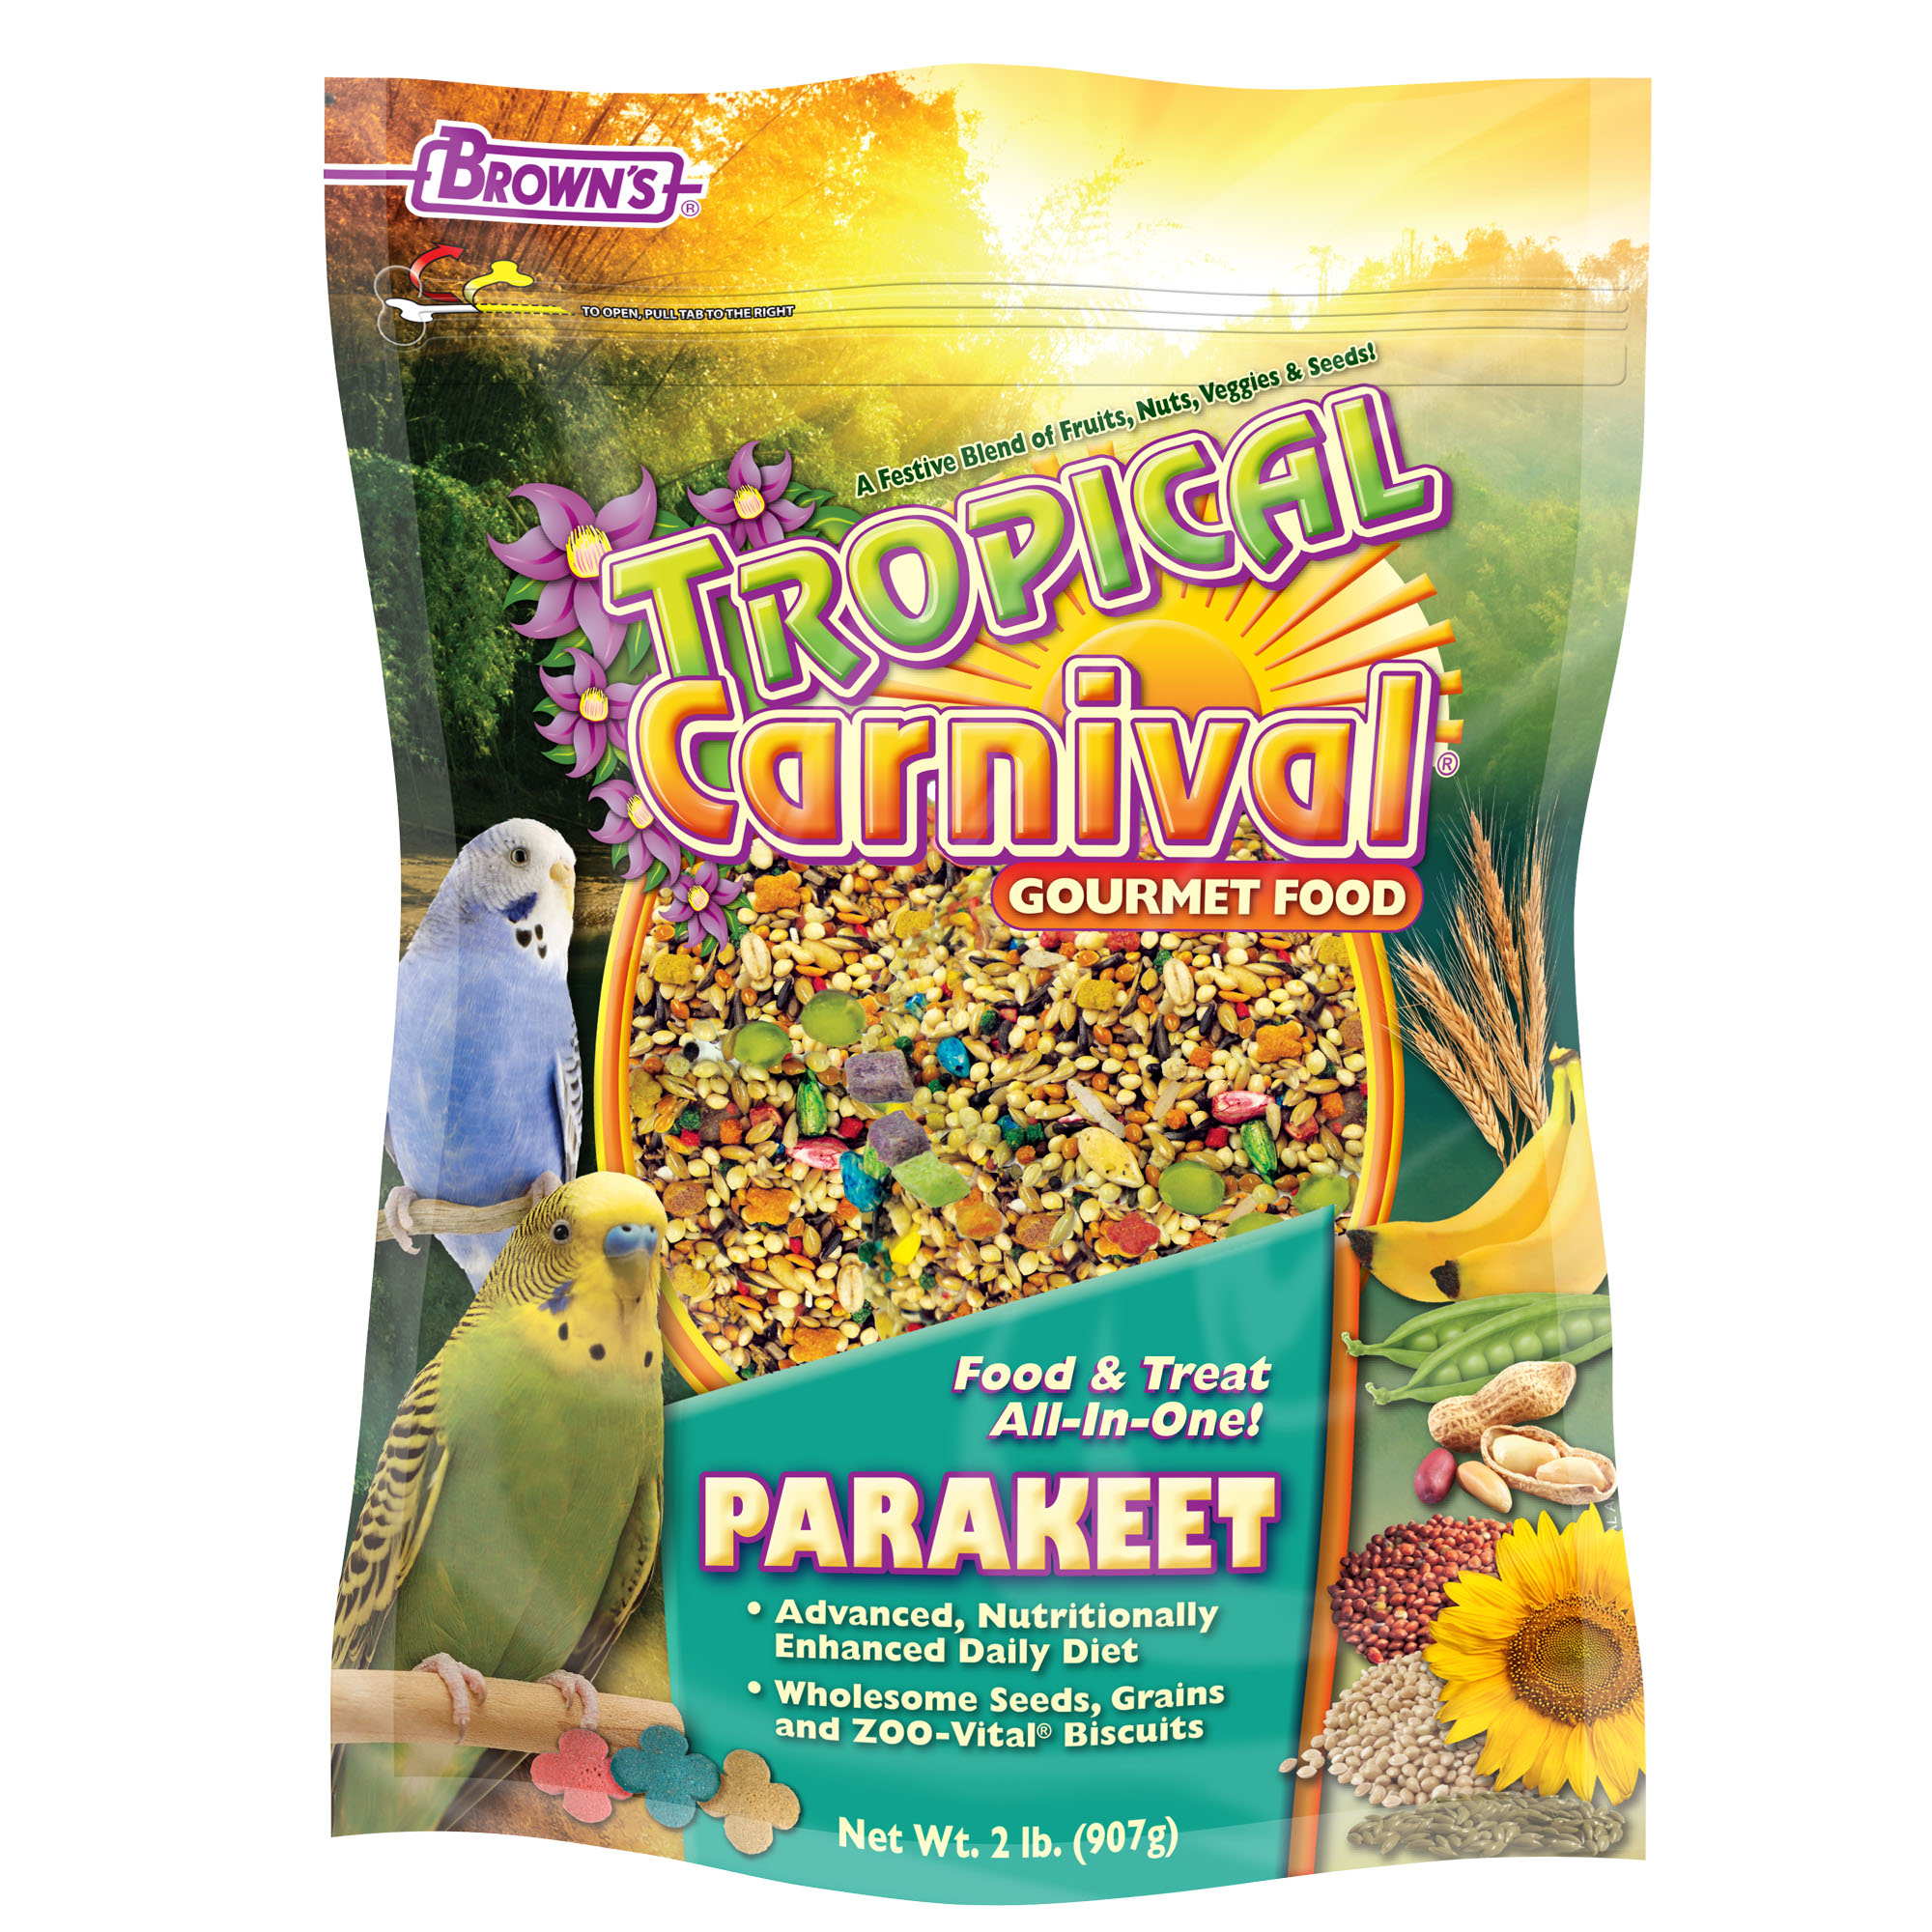 BROWN'S®
TO OPEN, PULL TAB TO THE RIGHT
A Festive Blend of Fruits, Nuts, Veggies & Seeds!
TROPICAL
Carnival®
GOURMET FOOD
Food & Treat
All-In-One!
PARAKEET
• Advanced, Nutritionally
Enhanced Daily Diet
• Wholesome Seeds, Grains
and ZOO-Vital® Biscuits
Net Wt. 2 lb. (907g)